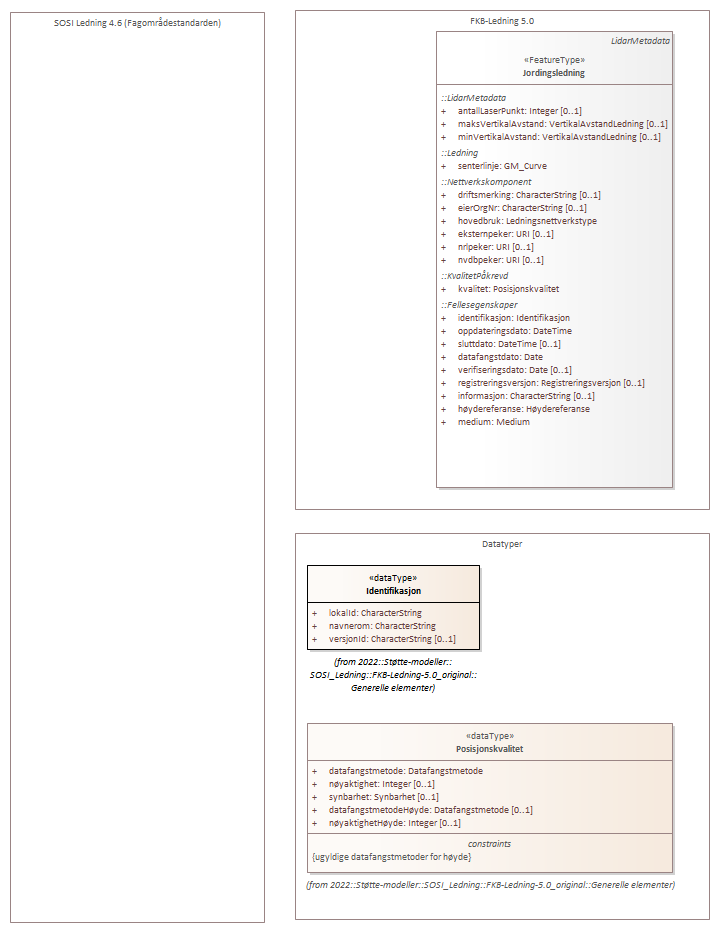 SOSI Ledning 4.6 (Fagområdestandarden)
FKB-Ledning 5.0
LidarMetadata
«FeatureType»
Jordingsledning
::LidarMetadata
+ antallLaserPunkt: Integer [0..1]
+ maksVertikalAvstand: VertikalAvstandLedning [0..1]
+ minVertikalAvstand: VertikalAvstandLedning [0..1]
::Ledning
+ senterlinje: GM_Curve
::Nettverkskomponent
+ driftsmerking: CharacterString [0..1]
+ eierOrgNr: CharacterString [0..1]
+ hovedbruk: Ledningsnettverkstype
+ eksternpeker: URI [0..1]
+ nrlpeker: URI [0..1]
+ nvdbpeker: URI [0..1]
::KvalitetPåkrevd
+ kvalitet: Posisjonskvalitet
::Fellesegenskaper
+ identifikasjon: Identifikasjon
+ oppdateringsdato: DateTime
+ sluttdato: DateTime [0..1]
+ datafangstdato: Date
+ verifiseringsdato: Date [0..1]
+ registreringsversjon: Registreringsversjon [0..1]
+ informasjon: CharacterString [0..1]
+ høydereferanse: Høydereferanse
+ medium: Medium
Datatyper
«dataType»
Identifikasjon
+ lokalId: CharacterString
+ navnerom: CharacterString
+ versjonId: CharacterString [0..1]
(from 2022::Støtte-modeller::
SOSI_Ledning::FKB-Ledning-5.0_original::
Generelle elementer)
«dataType»
Posisjonskvalitet
+ datafangstmetode: Datafangstmetode
+ nøyaktighet: Integer [0..1]
+ synbarhet: Synbarhet [0..1]
+ datafangstmetodeHøyde: Datafangstmetode [0..1]
+ nøyaktighetHøyde: Integer [0..1]
constraints
{ugyldige datafangstmetoder for høyde}
(from 2022::Støtte-modeller::SOSI_Ledning::FKB-Ledning-5.0_original::Generelle elementer)